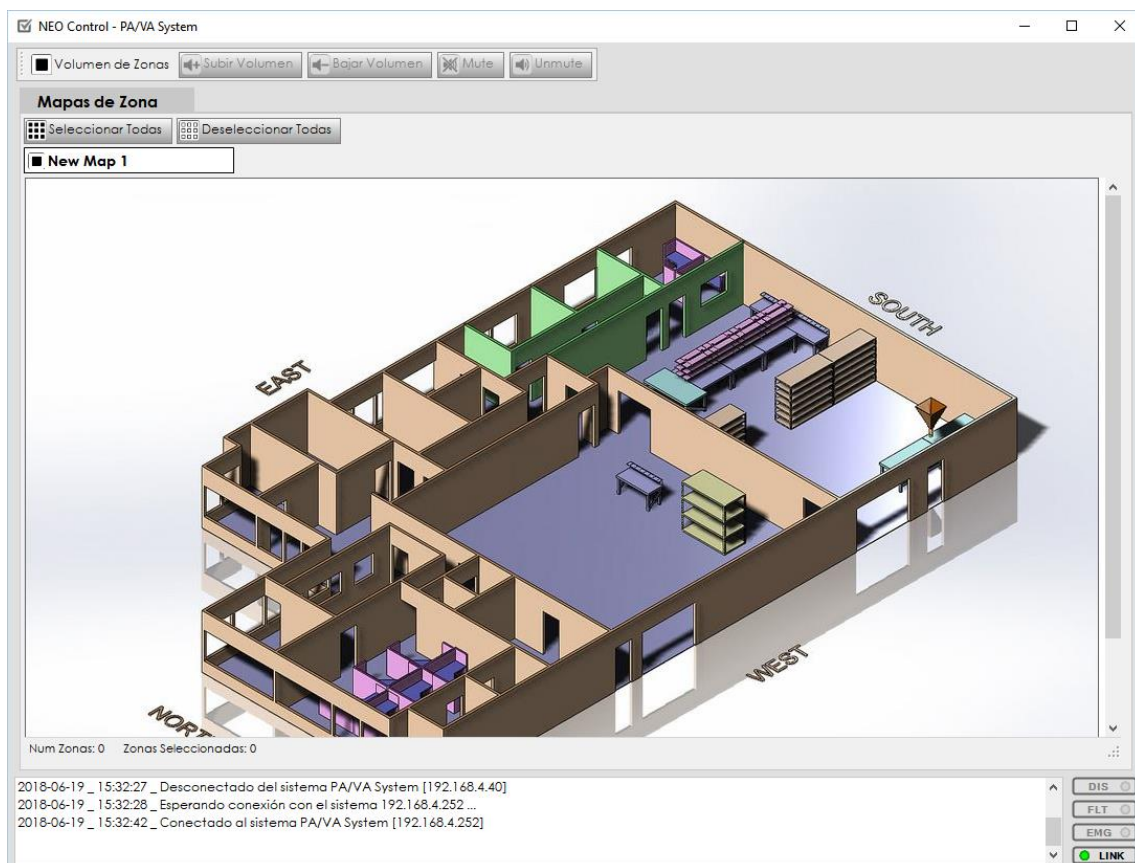 NEO Control - PA/VA System
Volumen de Zonas Subir Volumen Bajar Volumen Mute Unmute
Mapas de Zona
Seleccionar Todas Deseleccionar Todas
New Map 1
SOUTH
EAST
WEST
NORT
Num Zonas: 0 Zonas Seleccionadas: 0
2018-06-19 _ 15:32:27 _ Desconectado del sistema PA/VA System [192.168.4.40]
2018-06-19 _ 15:32:28 _ Esperando conexión con el sistema 192.168.4.252 ...
2018-06-19 _ 15:32:42 _ Conectado al sistema PA/VA System [192.168.4.252]
DIS
FLT
EMG
LINK